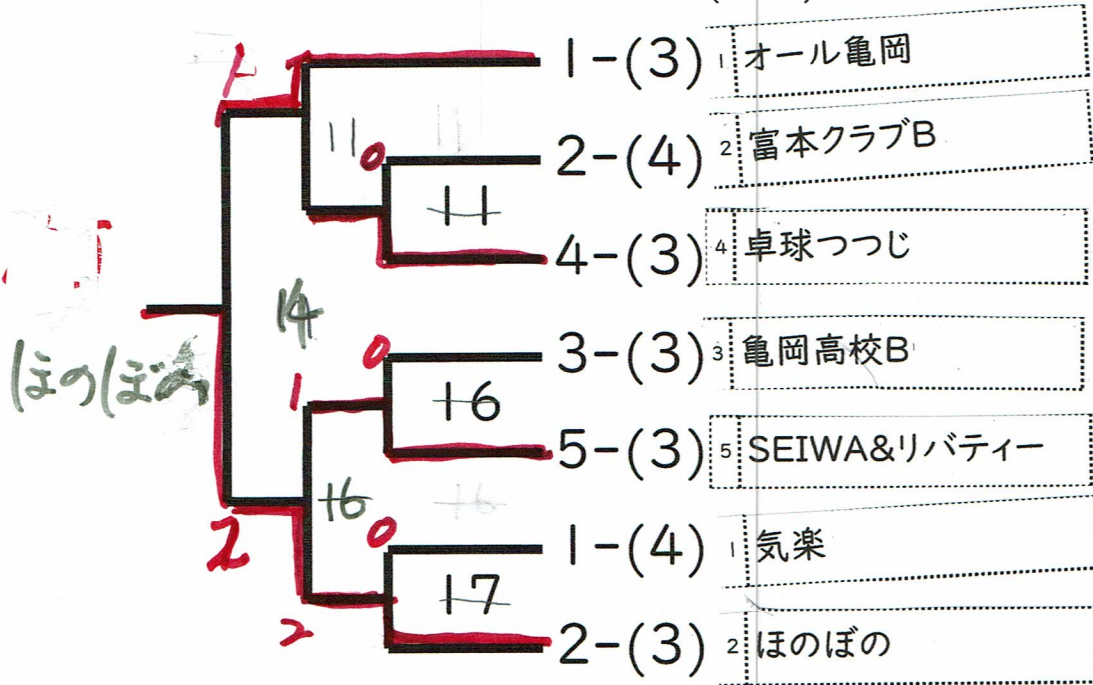 1-(3) 1 オール亀岡
1
11
0
2-(4) 2 富本クラブB
11
4-(3) 4 卓球つつじ
14
0
3-(3) 3 亀岡高校B
ほのぼの
1
16
5-(3) 5 SEIWA&リバティー
16
0
1-(4) 1 気楽
2
17
2
2-(3) 2 ほのぼの